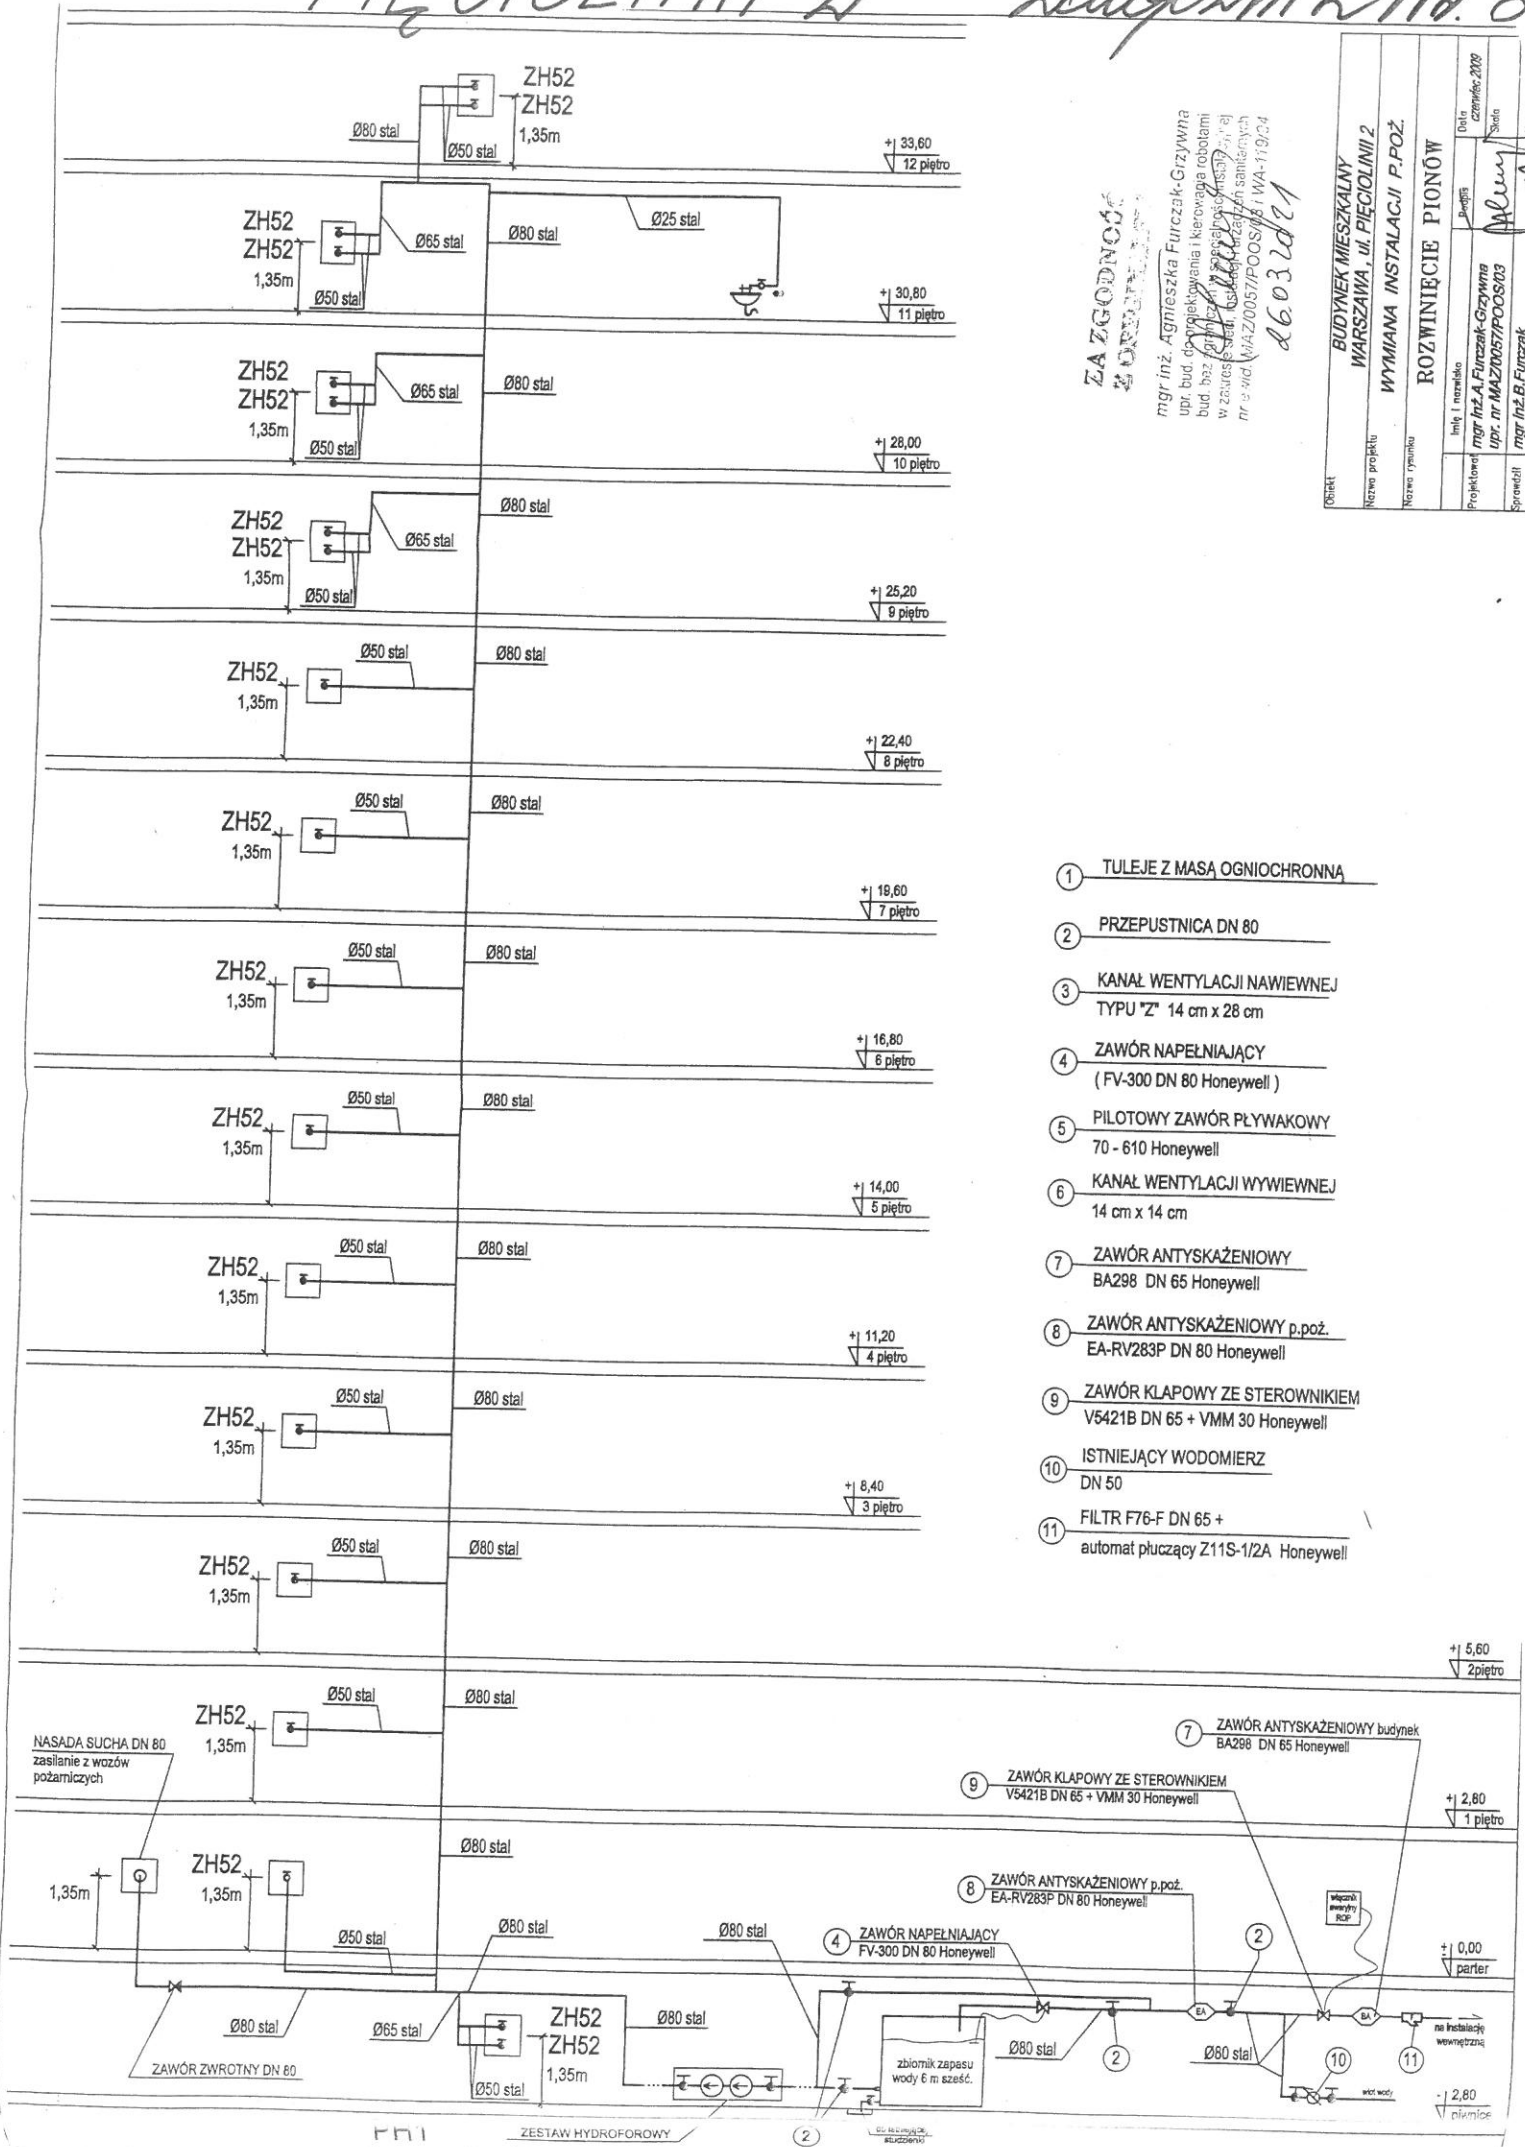 ZH52
ZH52
1,35m
Ø80 stal
Ø50 stal
+ 33,60
12 piętro
ZH52
ZH52
1,35m
Ø50 stal
Ø65 stal
Ø80 stal
Ø25 stal
+ 30,80
11 piętro
ZH52
ZH52
1,35m
Ø50 stal
Ø65 stal
Ø80 stal
+ 28,00
10 piętro
ZH52
ZH52
1,35m
Ø50 stal
Ø65 stal
Ø80 stal
+ 25,20
9 piętro
ZH52
1,35m
Ø50 stal
Ø80 stal
+ 22,40
8 piętro
ZH52
1,35m
Ø50 stal
Ø80 stal
+ 19,60
7 piętro
ZH52
1,35m
Ø50 stal
Ø80 stal
+ 16,80
6 piętro
ZH52
1,35m
Ø50 stal
Ø80 stal
+ 14,00
5 piętro
ZH52
1,35m
Ø50 stal
Ø80 stal
+ 11,20
4 piętro
ZH52
1,35m
Ø50 stal
Ø80 stal
+ 8,40
3 piętro
ZH52
1,35m
Ø50 stal
Ø80 stal
+ 5,60
2piętro
ZH52
1,35m
Ø50 stal
Ø80 stal
+ 2,80
1 piętro
NASADA SUCHA DN 80
zasilanie z wozów
pożarniczych
1,35m
ZH52
1,35m
Ø80 stal
Ø50 stal
Ø80 stal
Ø80 stal
+ 0,00
parter
Ø80 stal
Ø65 stal
ZAWÓR ZWROTNY DN 80
ZH52
ZH52
1,35m
Ø50 stal
Ø80 stal
ZESTAW HYDROFOROWY
2
zbiornik zapasu
wody 6 m sześć.
4 ZAWÓR NAPEŁNIAJĄCY
FV-300 DN 80 Honeywell
8 ZAWÓR ANTYSKAŻENIOWY p.poż.
EA-RV283P DN 80 Honeywell
9 ZAWÓR KLAPOWY ZE STEROWNIKIEM
V5421B DN 65 + VMM 30 Honeywell
7 ZAWÓR ANTYSKAŻENIOWY budynek
BA298 DN 65 Honeywell
włącznik
awaryjny
ROP
2
EA
BA
na instalację
wewnętrzną
Ø80 stal
2
Ø80 stal
10
11
wlot wody
- 2,80
piwnice
1 TULEJE Z MASĄ OGNIOCHRONNĄ
2 PRZEPUSTNICA DN 80
3 KANAŁ WENTYLACJI NAWIEWNEJ
TYPU "Z" 14 cm x 28 cm
4 ZAWÓR NAPEŁNIAJĄCY
( FV-300 DN 80 Honeywell )
5 PILOTOWY ZAWÓR PŁYWAKOWY
70 - 610 Honeywell
6 KANAŁ WENTYLACJI WYWIEWNEJ
14 cm x 14 cm
7 ZAWÓR ANTYSKAŻENIOWY
BA298 DN 65 Honeywell
8 ZAWÓR ANTYSKAŻENIOWY p.poż.
EA-RV283P DN 80 Honeywell
9 ZAWÓR KLAPOWY ZE STEROWNIKIEM
V5421B DN 65 + VMM 30 Honeywell
10 ISTNIEJĄCY WODOMIERZ
DN 50
11 FILTR F76-F DN 65 +
automat płuczący Z11S-1/2A Honeywell
ZA ZGODNOŚĆ
mgr inż. Agnieszka Furczak-Grzywna
upr. bud. do projektowania i kierowania robotami
26.03.2021
Obiekt
BUDYNEK MIESZKALNY
WARSZAWA, ul. PIĘCIOLINII 2
Nazwa projektu
WYMIANA INSTALACJI P.POŻ.
Nazwa rysunku
ROZWINIĘCIE PIONÓW
Imię i nazwisko
Podpis
Data
czerwiec 2009
Projektował
mgr inż.A.Furczak-Grzywna
upr. nr MAZ/0057/POOS/03
Skala
Sprawdził
mgr inż.B.Furczak